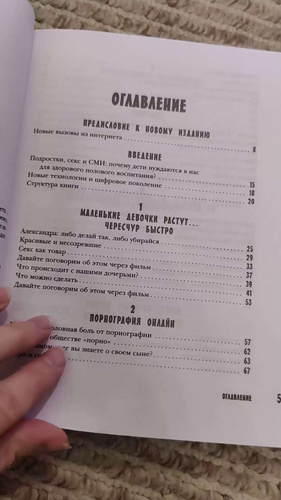 ОГЛАВЛЕНИЕ
ПРЕДИСЛОВИЕ К НОВОМУ ИЗДАНИЮ
Новые вызовы из интернета 8
ВВЕДЕНИЕ
Подростки, секс и СМИ: почему дети нуждаются в нас
для здорового полового воспитания? 15
Новые технологии и цифровое поколение 18
Структура книги 20
1
МАЛЕНЬКИЕ ДЕВОЧКИ РАСТУТ...
ЧЕРЕСЧУР БЫСТРО
Александра: либо делай так, либо убирайся 25
Красивые и несозревшие 29
Секс как товар 33
Давайте поговорим об этом через фильм 37
Что происходит с нашими дочерьми? 39
Что можно сделать 41
Давайте поговорим об этом через фильм 53
2
ПОРНОГРАФИЯ ОНЛАЙН
боль от порнографии 57
обществе «порно» 62
вы знаете о своем сыне? 63
67
ОГЛАВЛЕНИЕ 5